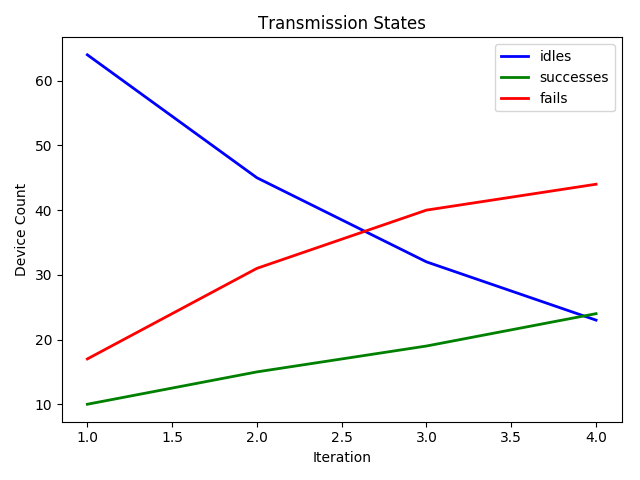 Transmission States
idles
successes
fails
Device Count
60
50
40
30
20
10
1.0 1.5 2.0 2.5 3.0 3.5 4.0
Iteration